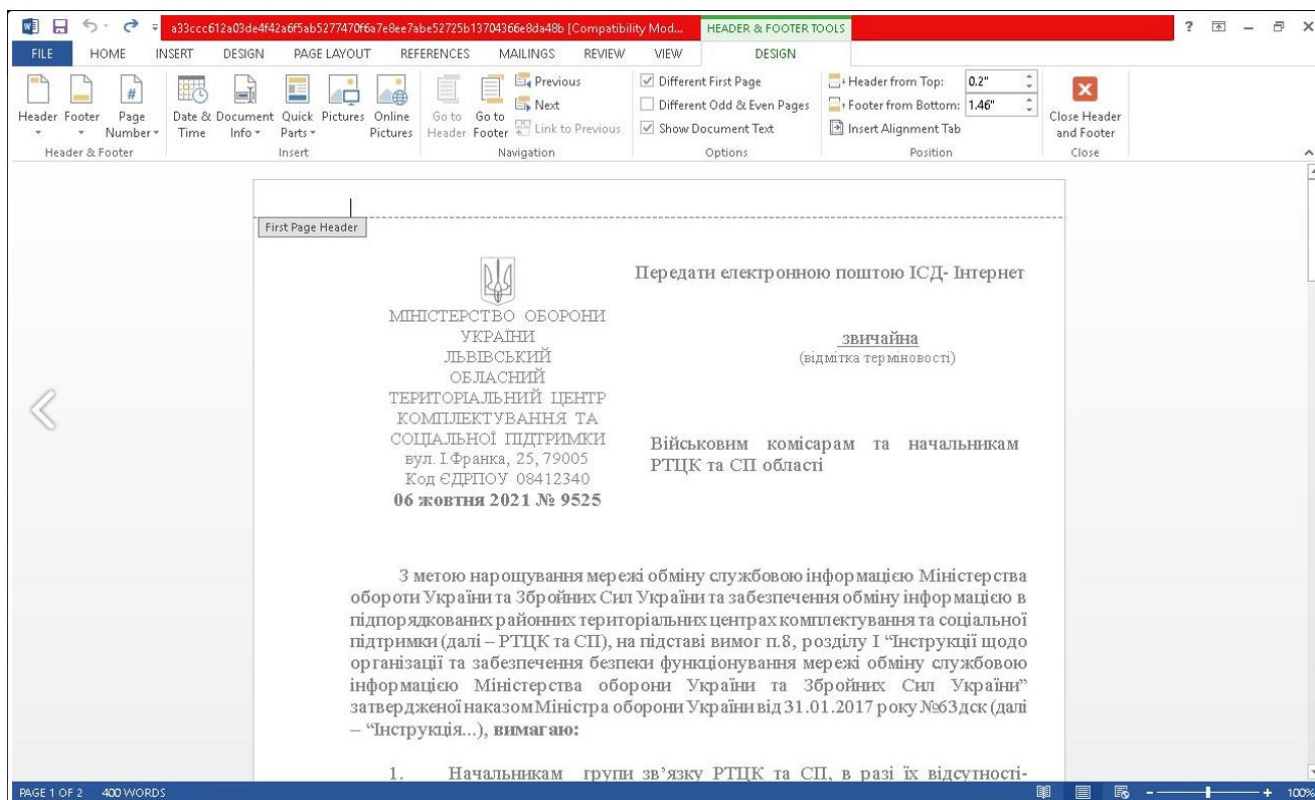 a33ccc612a03de4f42a6f5ab5277470f6a7e8ee7abe52725b13704366e8da48b [Compatibility Mod...
HEADER & FOOTER TOOLS
FILE HOME INSERT DESIGN PAGE LAYOUT REFERENCES MAILINGS REVIEW VIEW DESIGN
Header Footer Page Number
Date & Time Document Info Quick Parts Pictures Online Pictures
Go to Header Go to Footer Previous Next Link to Previous
Different First Page
Different Odd & Even Pages
Show Document Text
Header from Top: 0.2"
Footer from Bottom: 1.46"
Insert Alignment Tab
Close Header and Footer
Header & Footer Insert Navigation Options Position Close
First Page Header
МІНІСТЕРСТВО ОБОРОНИ
УКРАЇНИ
ЛЬВІВСЬКИЙ
ОБЛАСНИЙ
ТЕРИТОРІАЛЬНИЙ ЦЕНТР
КОМПЛЕКТУВАННЯ ТА
СОЦІАЛЬНОЇ ПІДТРИМКИ
вул. І.Франка, 25, 79005
Код ЄДРПОУ 08412340
06 жовтня 2021 № 9525
Передати електронною поштою ІСД- Інтернет
звичайна
(відмітка терміновості)
Військовим комісарам та начальникам
РТЦК та СП області
З метою нарощування мережі обміну службовою інформацією Міністерства
обороти України та Збройних Сил України та забезпечення обміну інформацією в
підпорядкованих районних територіальних центрах комплектування та соціальної
підтримки (далі – РТЦК та СП), на підставі вимог п.8, розділу І “Інструкції щодо
організації та забезпечення безпеки функціонування мережі обміну службовою
інформацією Міністерства оборони України та Збройних Сил України”
затвердженої наказом Міністра оборони України від 31.01.2017 року №63дск (далі
– “Інструкція...), вимагаю:
1. Начальникам групи зв’язку РТЦК та СП, в разі їх відсутності-
PAGE 1 OF 2 400 WORDS 100%